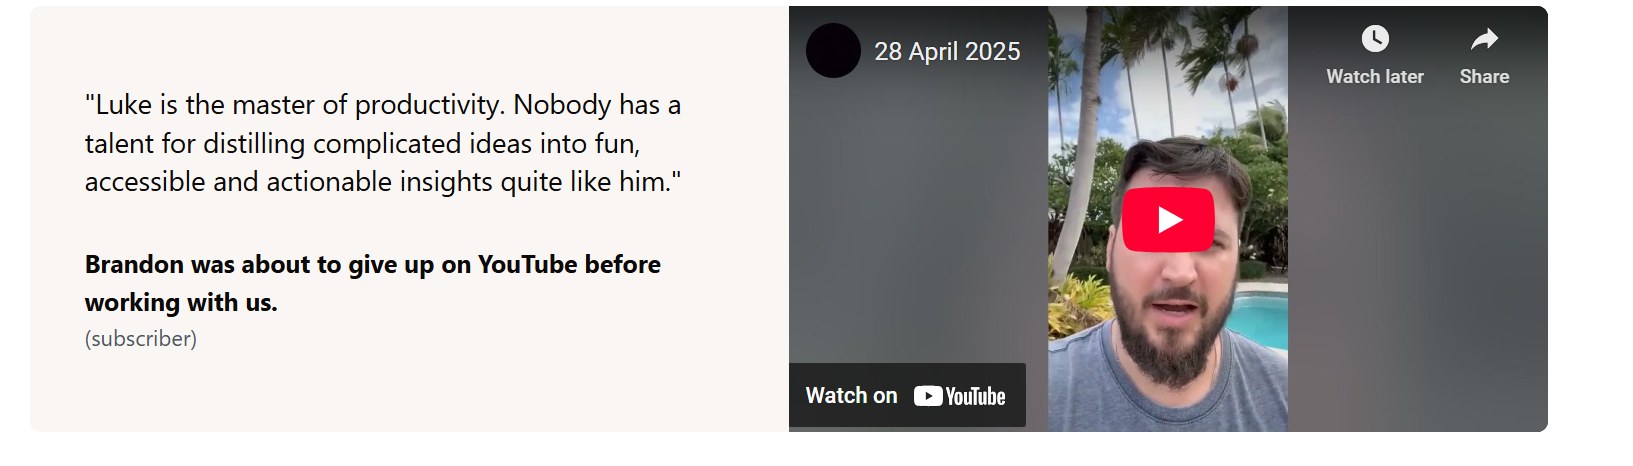 "Luke is the master of productivity. Nobody has a
talent for distilling complicated ideas into fun,
accessible and actionable insights quite like him."
Brandon was about to give up on YouTube before
working with us.
(subscriber)
28 April 2025
Watch later
Share
Watch on YouTube